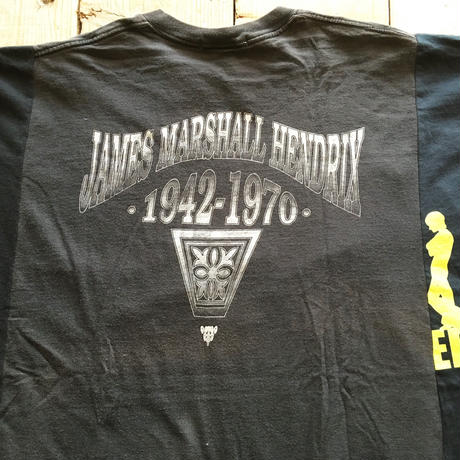 JAMES MARSHALL HENDRIX
· 1942-1970 ·